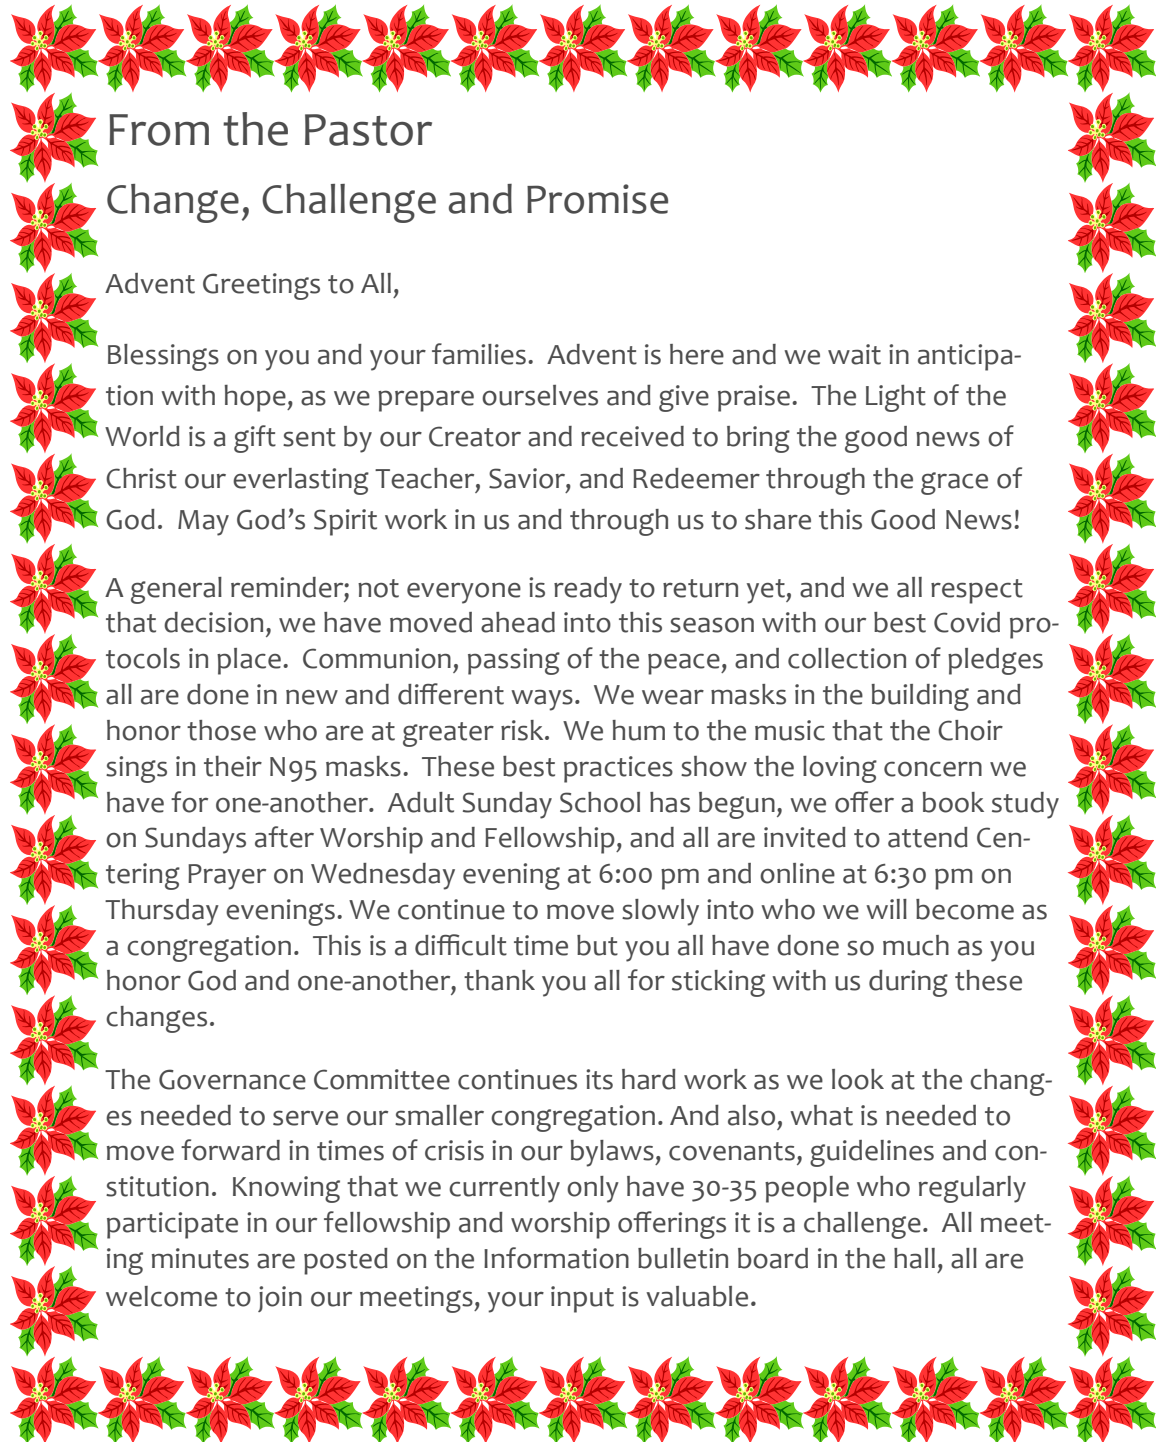 From the Pastor
Change, Challenge and Promise
Advent Greetings to All,
Blessings on you and your families.  Advent is here and we wait in anticipa-
tion with hope, as we prepare ourselves and give praise.  The Light of the
World is a gift sent by our Creator and received to bring the good news of
Christ our everlasting Teacher, Savior, and Redeemer through the grace of
God.  May God’s Spirit work in us and through us to share this Good News!
A general reminder; not everyone is ready to return yet, and we all respect
that decision, we have moved ahead into this season with our best Covid pro-
tocols in place.  Communion, passing of the peace, and collection of pledges
all are done in new and different ways.  We wear masks in the building and
honor those who are at greater risk.  We hum to the music that the Choir
sings in their N95 masks.  These best practices show the loving concern we
have for one-another.  Adult Sunday School has begun, we offer a book study
on Sundays after Worship and Fellowship, and all are invited to attend Cen-
tering Prayer on Wednesday evening at 6:00 pm and online at 6:30 pm on
Thursday evenings. We continue to move slowly into who we will become as
a congregation.  This is a difficult time but you all have done so much as you
honor God and one-another, thank you all for sticking with us during these
changes.
The Governance Committee continues its hard work as we look at the chang-
es needed to serve our smaller congregation. And also, what is needed to
move forward in times of crisis in our bylaws, covenants, guidelines and con-
stitution.  Knowing that we currently only have 30-35 people who regularly
participate in our fellowship and worship offerings it is a challenge.  All meet-
ing minutes are posted on the Information bulletin board in the hall, all are
welcome to join our meetings, your input is valuable.